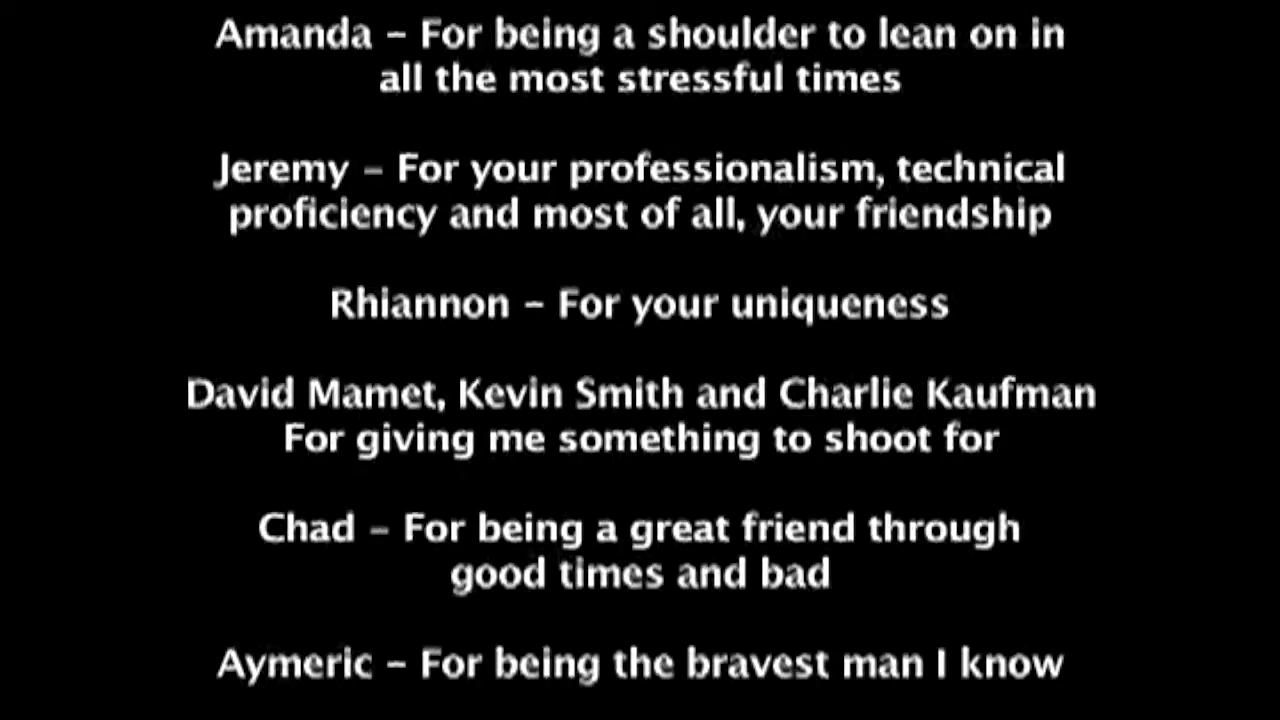 Amanda – For being a shoulder to lean on in
all the most stressful times
Jeremy – For your professionalism, technical
proficiency and most of all, your friendship
Rhiannon – For your uniqueness
David Mamet, Kevin Smith and Charlie Kaufman
For giving me something to shoot for
Chad – For being a great friend through
good times and bad
Aymeric – For being the bravest man I know